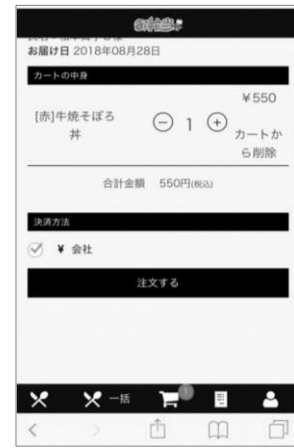 お届け日 2018年08月28日
カートの中身
¥550
[赤]牛焼そぼろ
丼
1
カートか
ら削除
合計金額 550円(税込)
決済方法
¥ 会社
注文する
一括
1